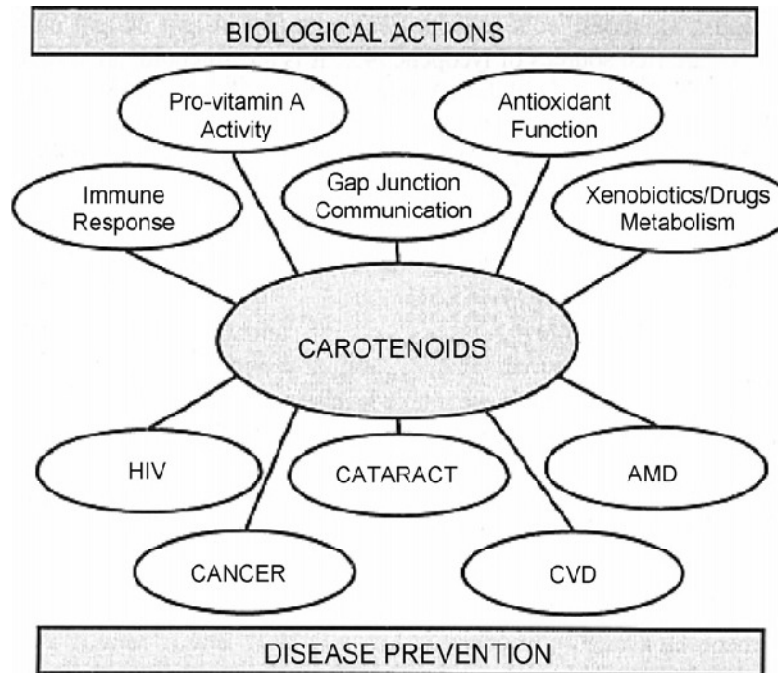 BIOLOGICAL ACTIONS
Pro-vitamin A
Activity
Antioxidant
Function
Immune
Response
Gap Junction
Communication
Xenobiotics/Drugs
Metabolism
CAROTENOIDS
HIV
CATARACT
AMD
CANCER
CVD
DISEASE PREVENTION